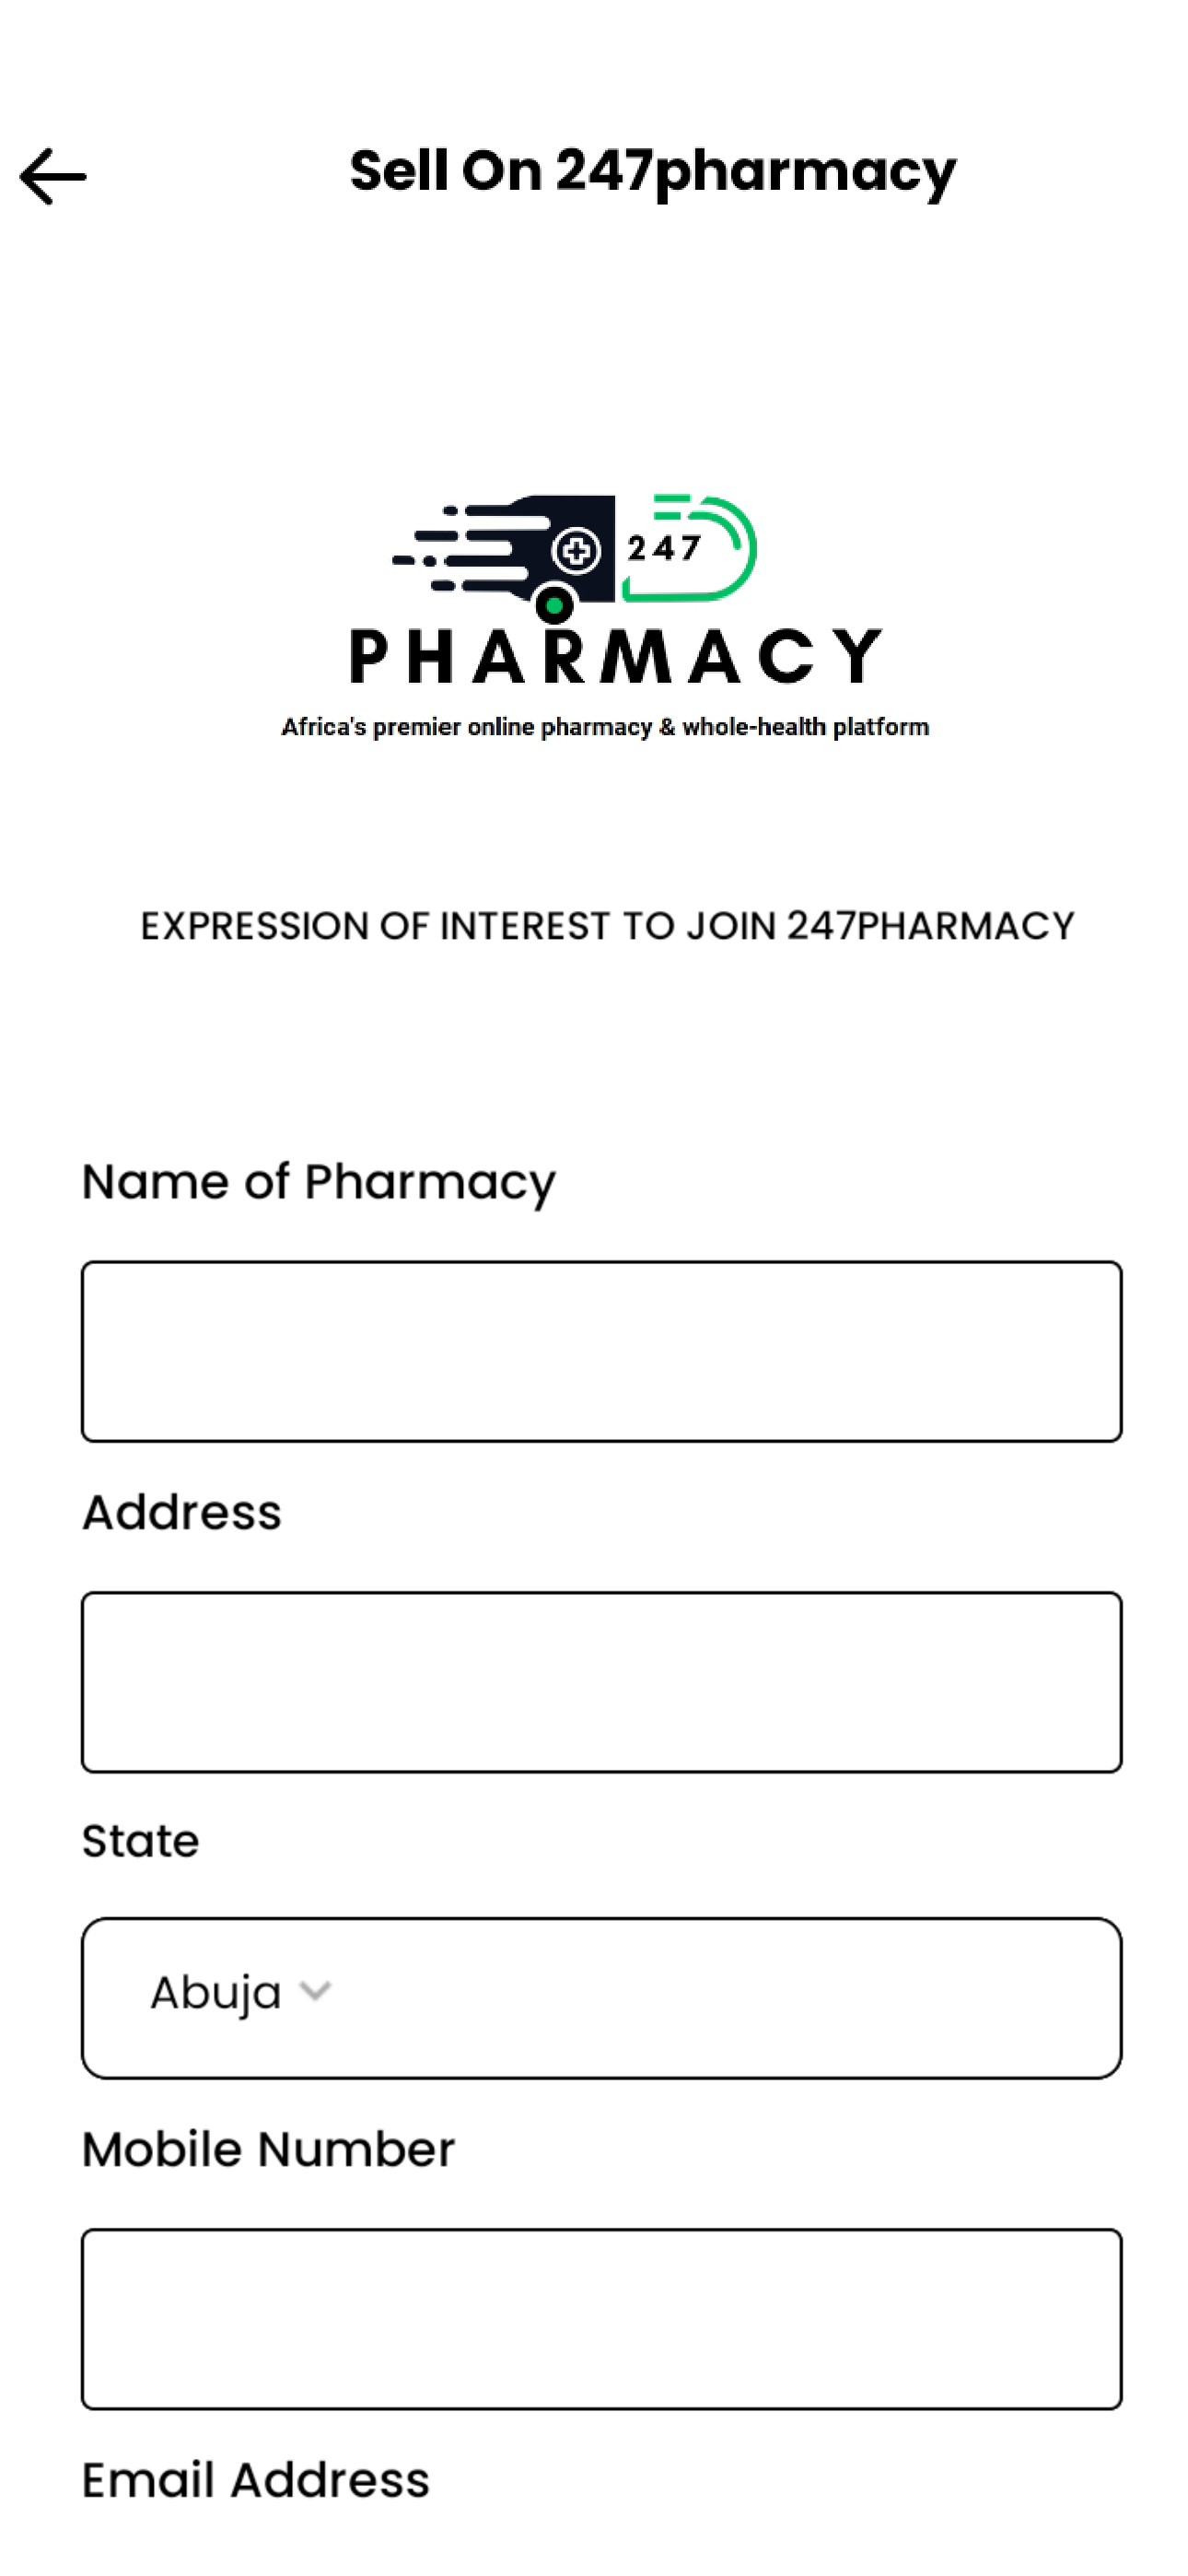 Sell On 247pharmacy
247
PHARMACY
Africa's premier online pharmacy & whole-health platform
EXPRESSION OF INTEREST TO JOIN 247PHARMACY
Name of Pharmacy
Address
State
Abuja
Mobile Number
Email Address